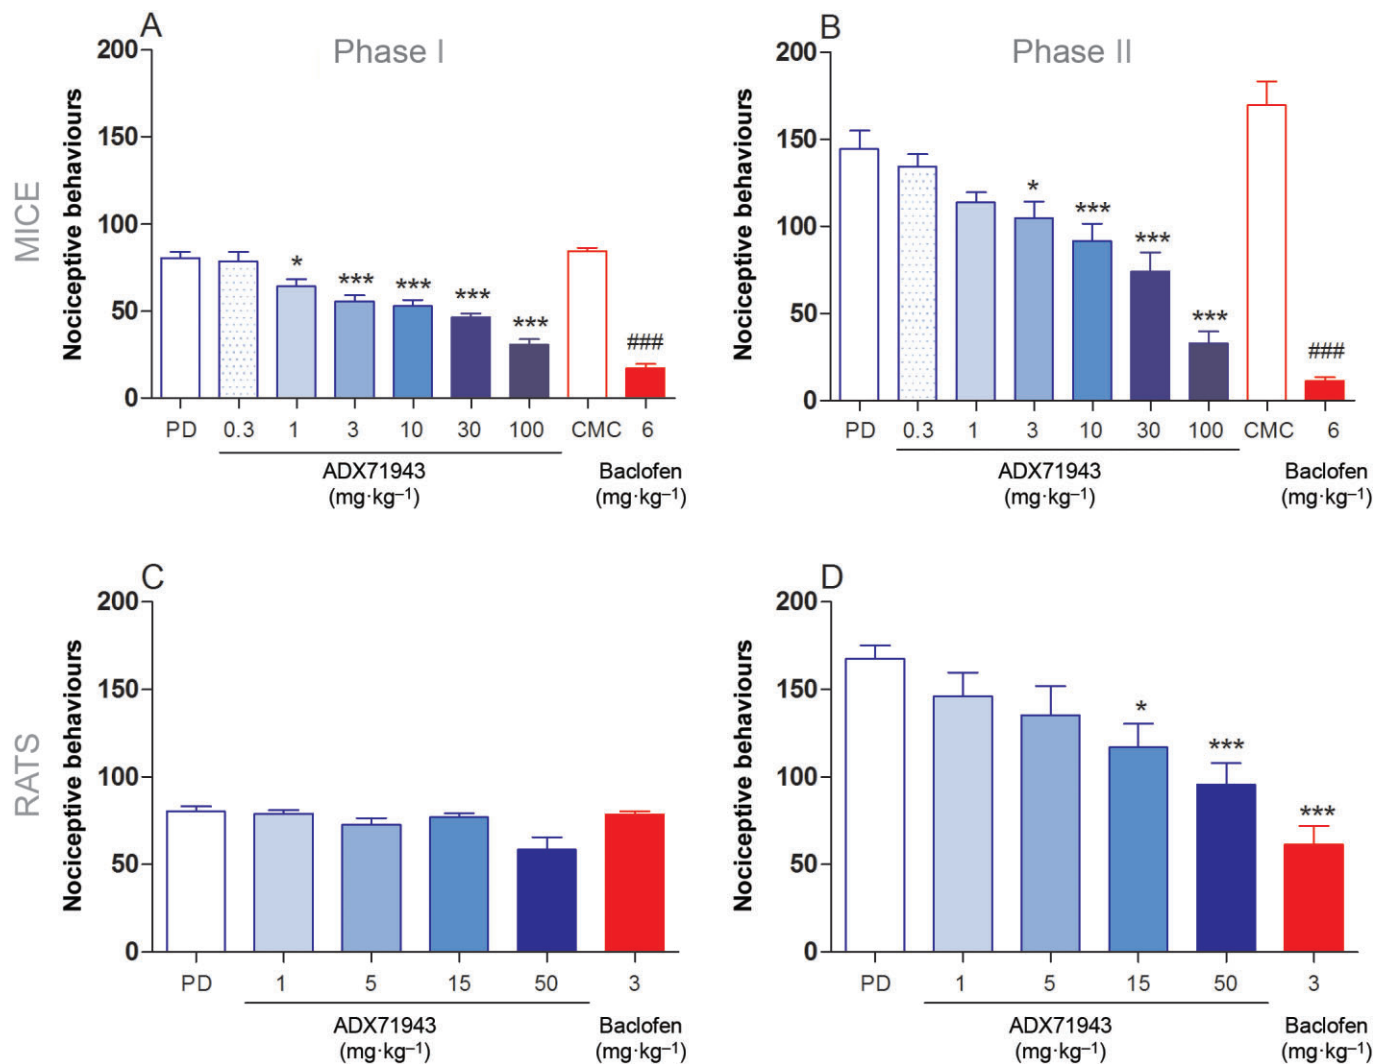 A
Phase I
MICE
Nociceptive behaviours
200
150
100
50
0
*
***
***
***
***
###
PD 0.3 1 3 10 30 100 CMC 6
ADX71943
(mg·kg⁻¹)
Baclofen
(mg·kg⁻¹)
B
Phase II
Nociceptive behaviours
200
150
100
50
0
*
***
***
***
###
PD 0.3 1 3 10 30 100 CMC 6
ADX71943
(mg·kg⁻¹)
Baclofen
(mg·kg⁻¹)
C
RATS
Nociceptive behaviours
200
150
100
50
0
PD 1 5 15 50 3
ADX71943
(mg·kg⁻¹)
Baclofen
(mg·kg⁻¹)
D
Nociceptive behaviours
200
150
100
50
0
*
***
***
PD 1 5 15 50 3
ADX71943
(mg·kg⁻¹)
Baclofen
(mg·kg⁻¹)